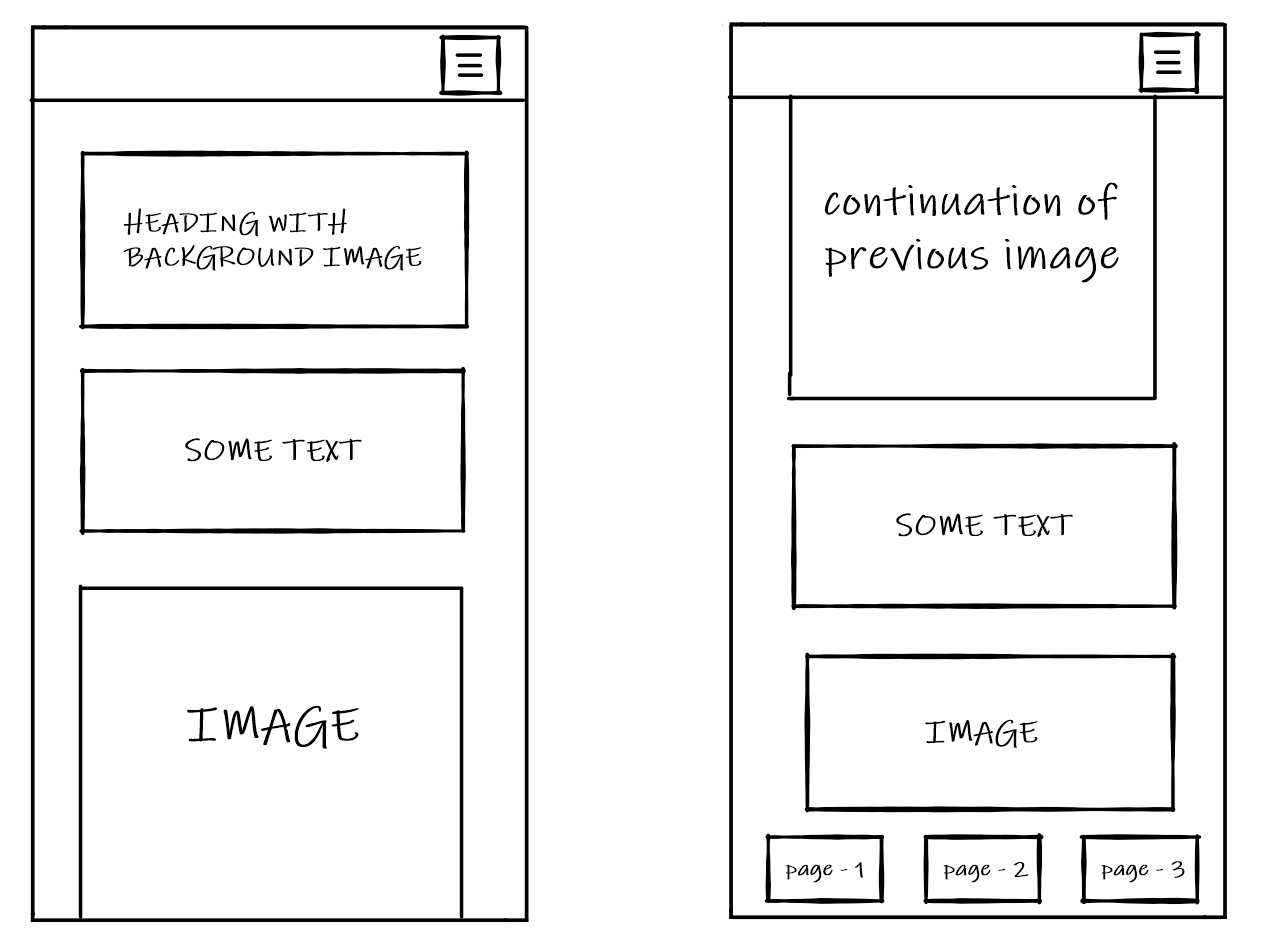 HEADING WITH
BACKGROUND IMAGE
SOME TEXT
IMAGE
continuation of
previous image
SOME TEXT
IMAGE
page - 1
page - 2
page - 3